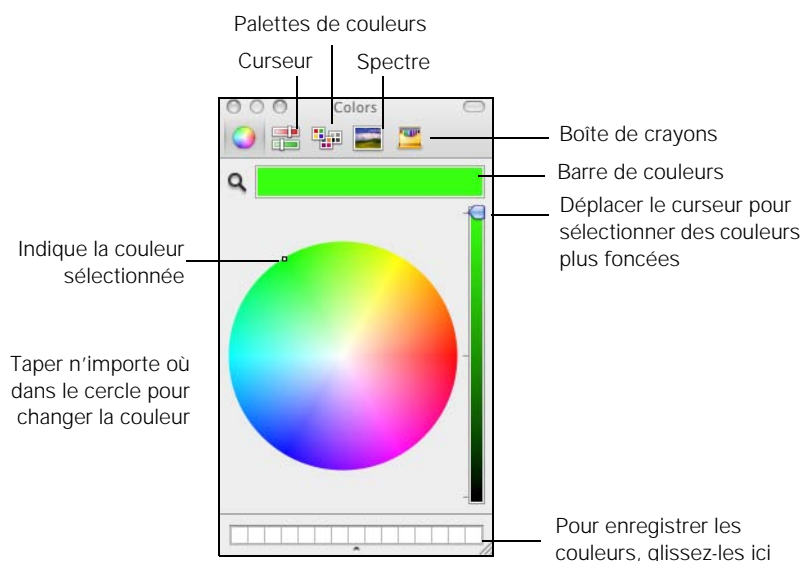 Palettes de couleurs
Curseur
Spectre
Colors
Boîte de crayons
Barre de couleurs
Déplacer le curseur pour
sélectionner des couleurs
plus foncées
Indique la couleur
sélectionnée
Taper n’importe où
dans le cercle pour
changer la couleur
Pour enregistrer les
couleurs, glissez-les ici